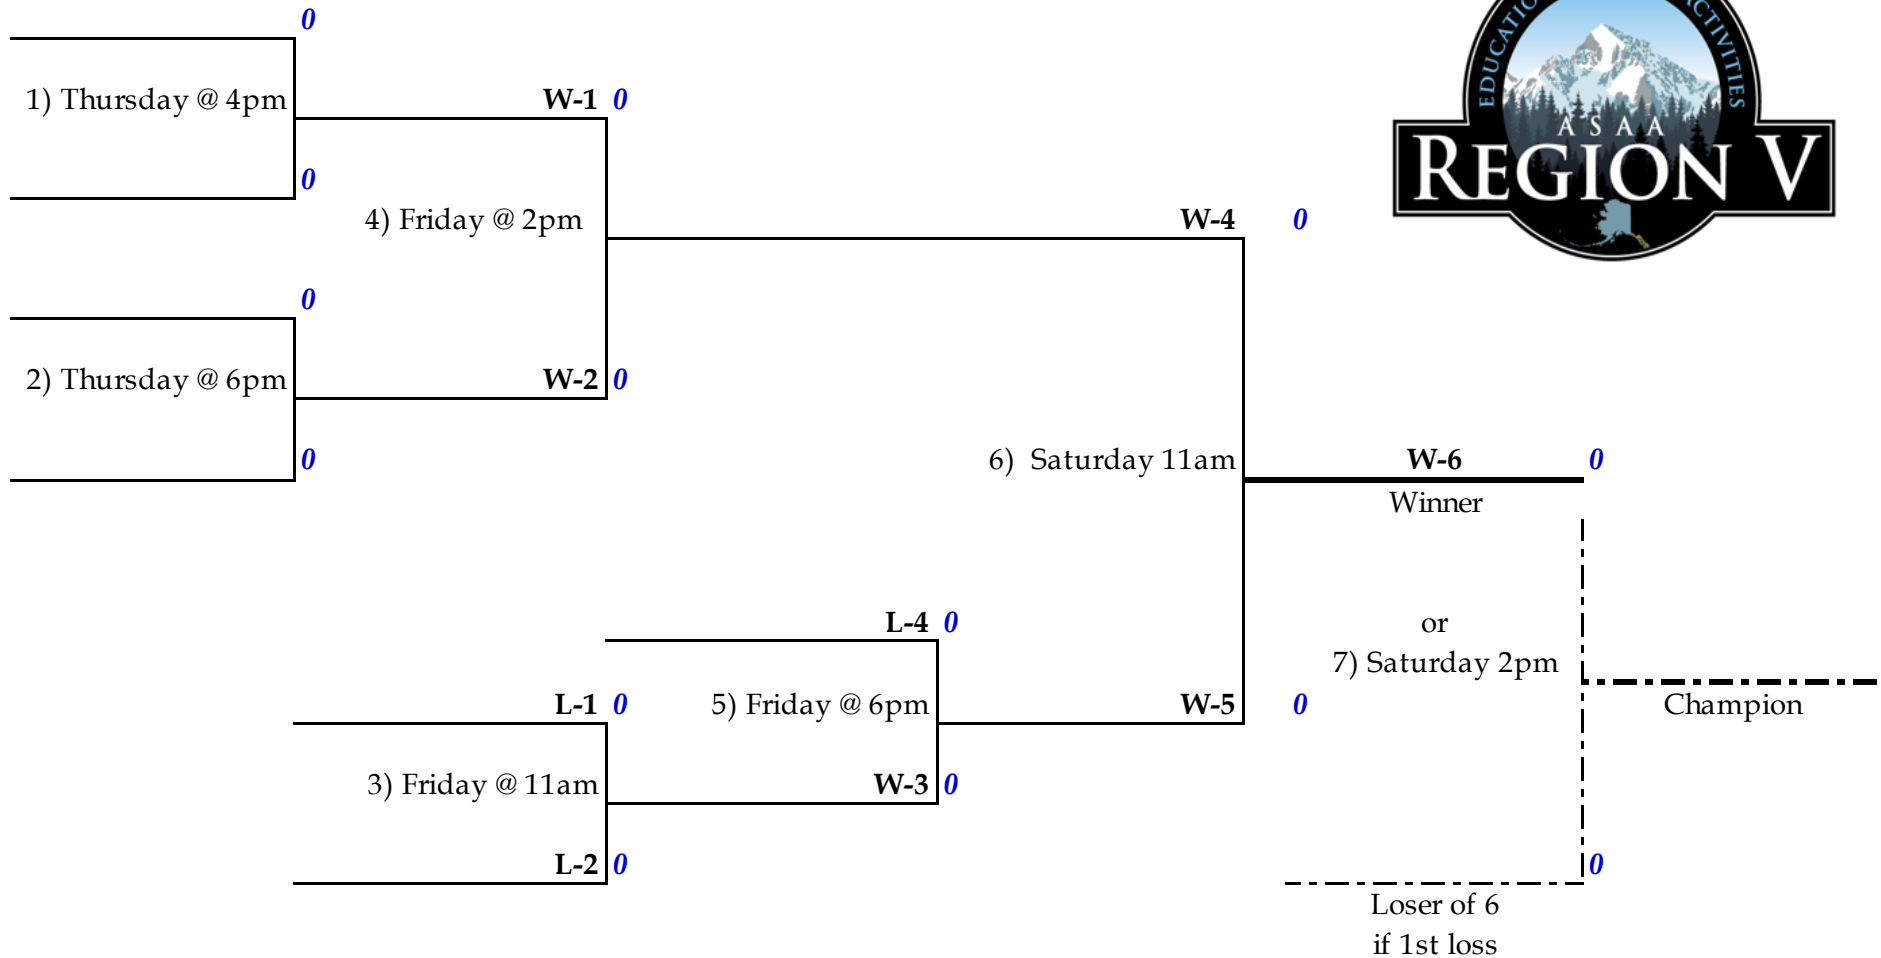 0
1) Thursday @ 4pm
W-1 0
0
4) Friday @ 2pm
W-4 0
0
2) Thursday @ 6pm
W-2 0
0
6) Saturday 11am
W-6 0
Winner
L-4 0
or
7) Saturday 2pm
L-1 0
5) Friday @ 6pm
W-5 0
Champion
3) Friday @ 11am
W-3 0
L-2 0
0
Loser of 6
if 1st loss
ACTIVITIES
ASAA
REGION V